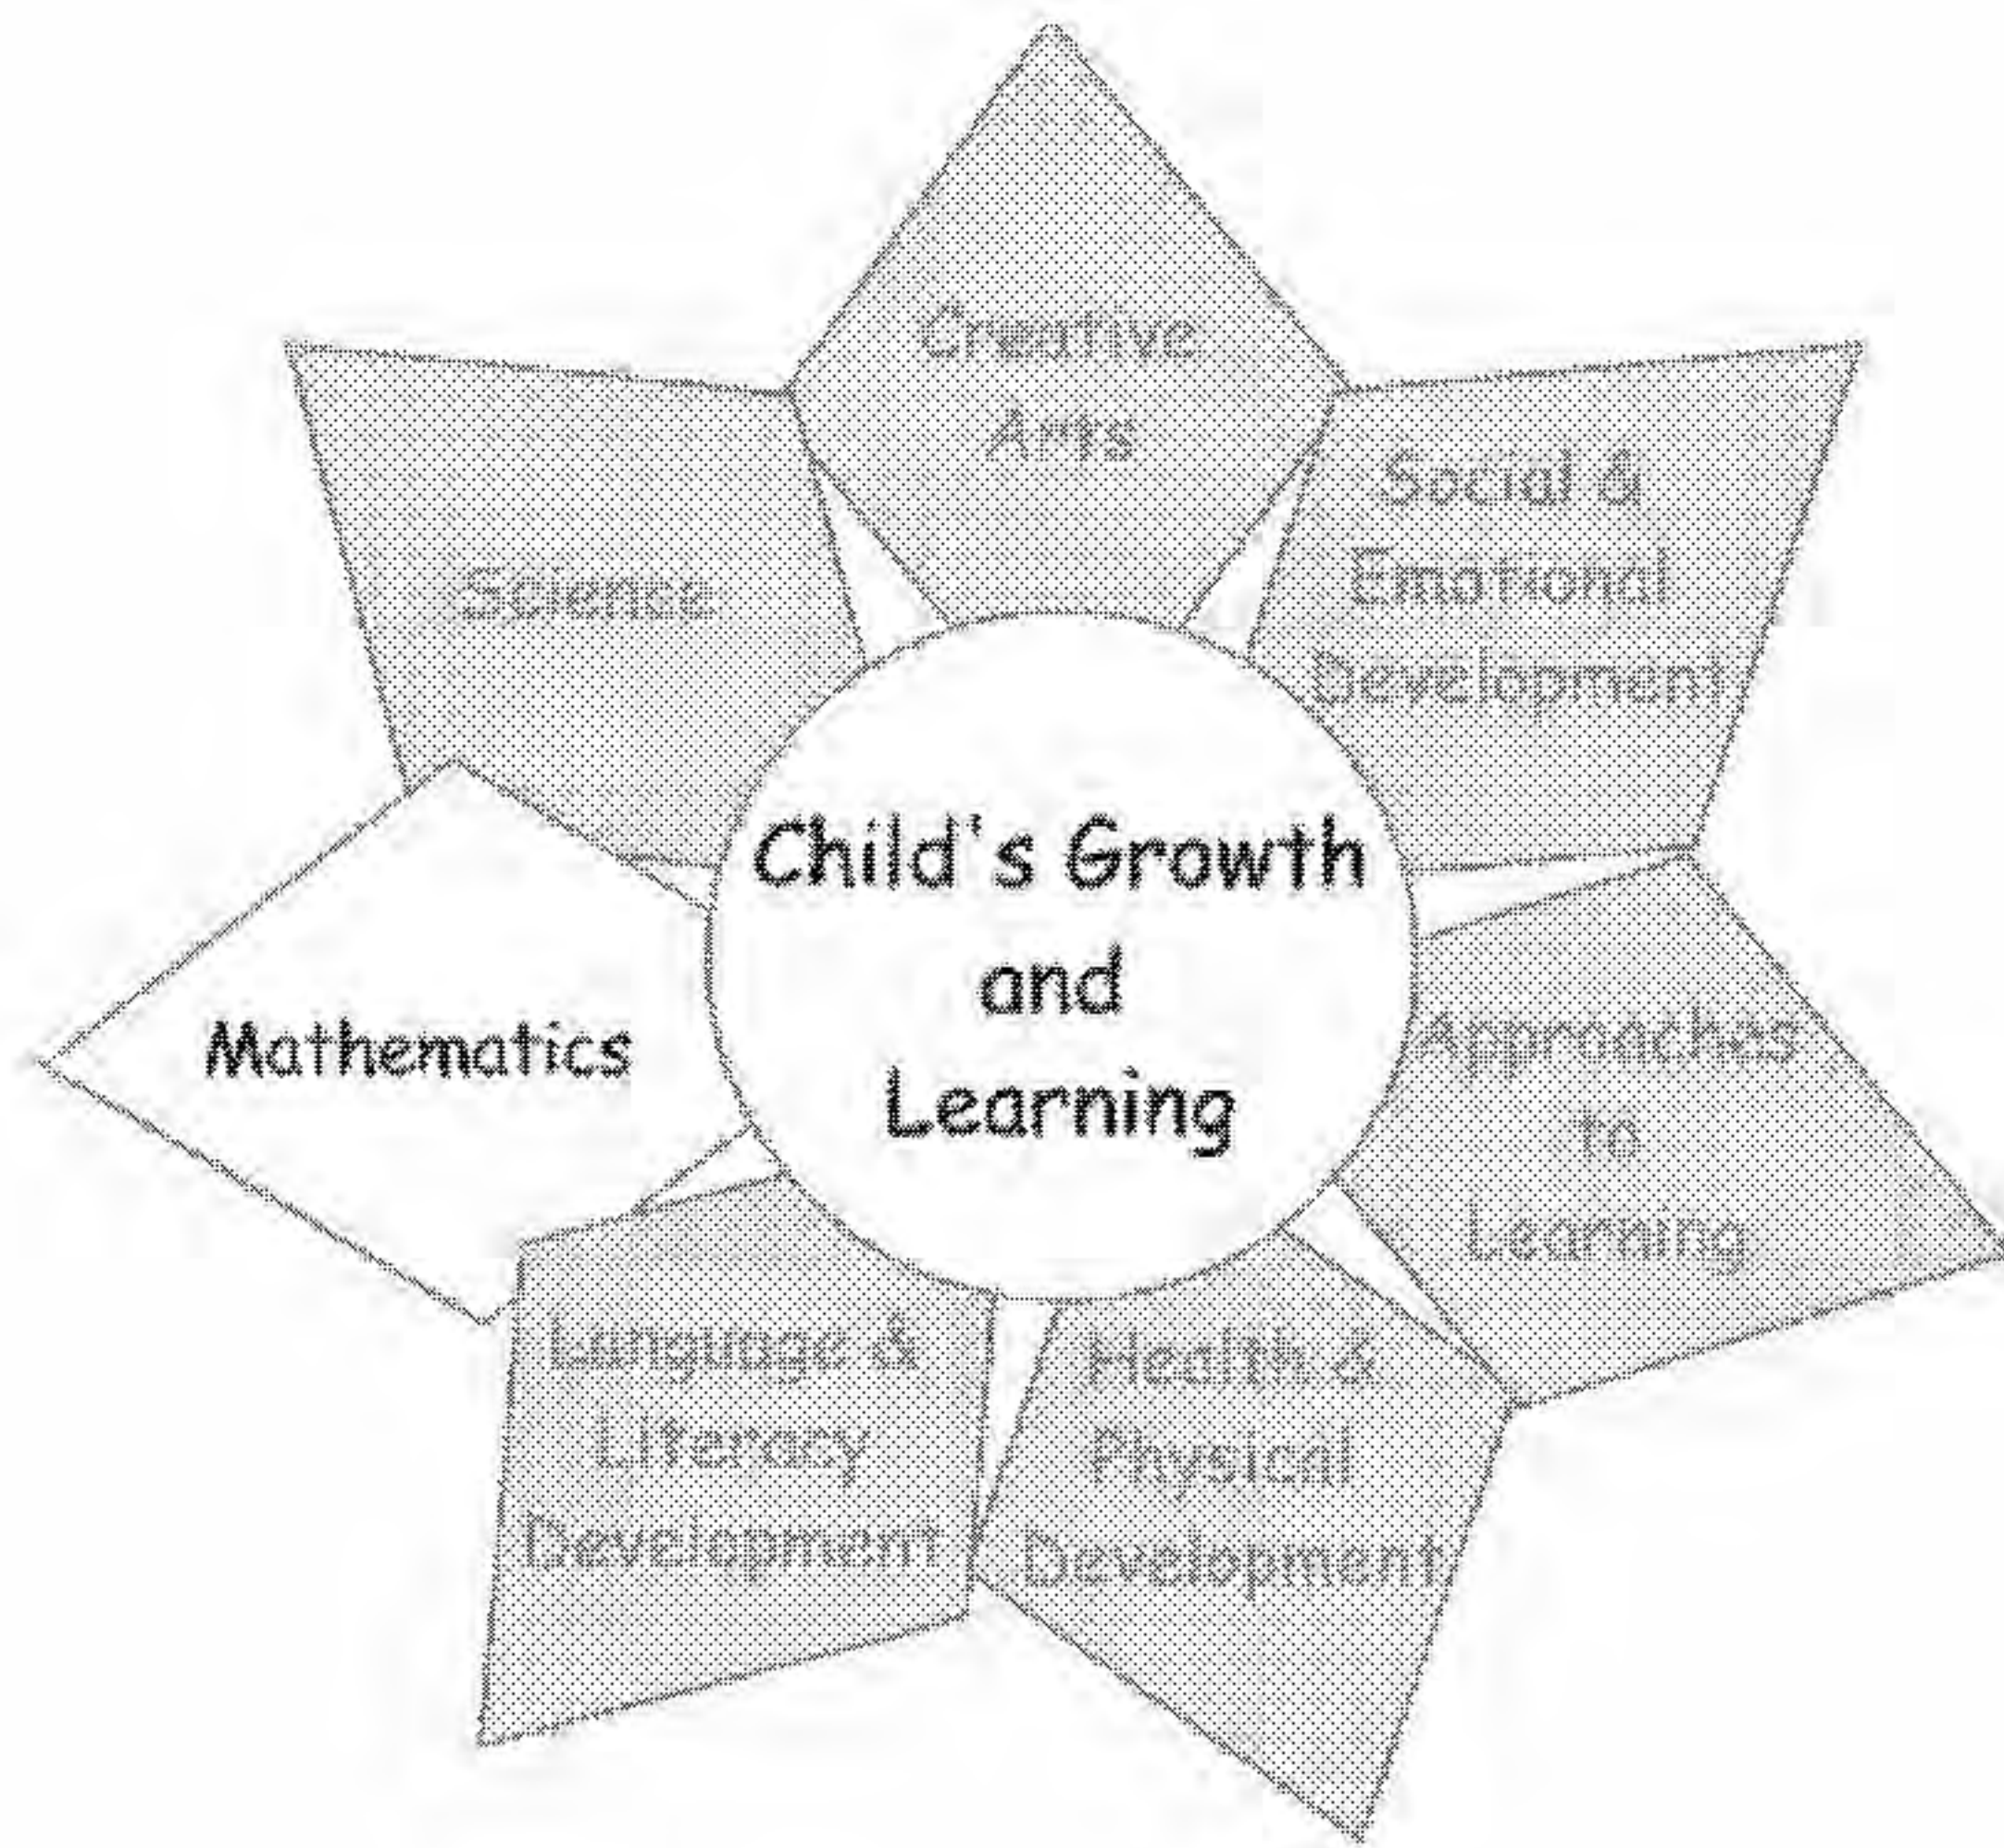 Creative
Arts
Social &
Emotional
Development
Science
Child's Growth
and
Learning
Mathematics
Approaches
to
Learning
Language &
Literacy
Development
Health &
Physical
Development